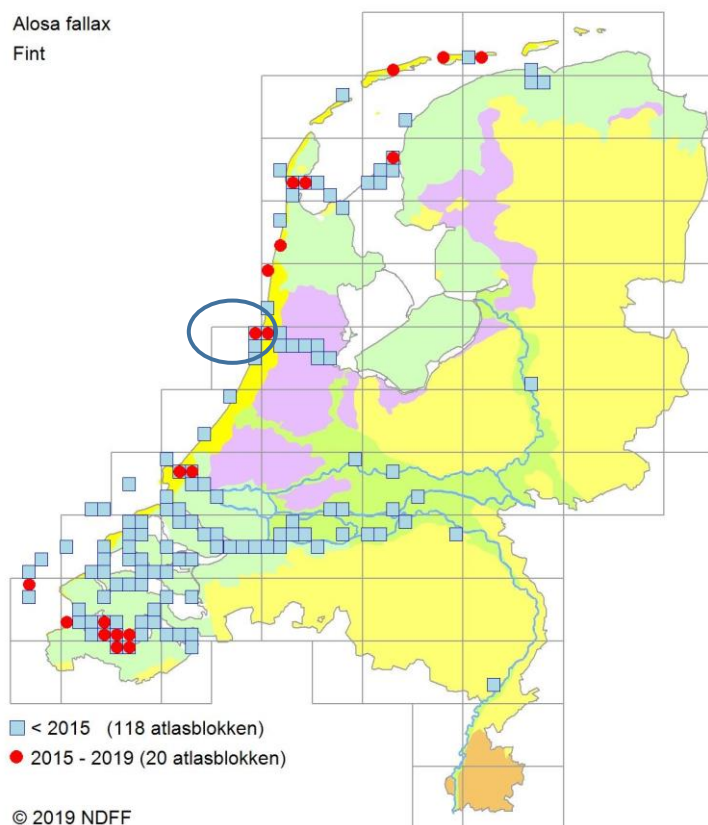 Alosa fallax
Fint
< 2015 (118 atlasblokken)
2015 - 2019 (20 atlasblokken)
© 2019 NDFF